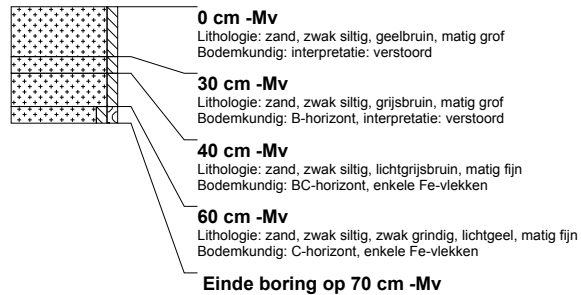 0 cm -Mv
Lithologie: zand, zwak siltig, geelbruin, matig grof
Bodemkundig: interpretatie: verstoord
30 cm -Mv
Lithologie: zand, zwak siltig, grijsbruin, matig grof
Bodemkundig: B-horizont, interpretatie: verstoord
40 cm -Mv
Lithologie: zand, zwak siltig, lichtgrijsbruin, matig fijn
Bodemkundig: BC-horizont, enkele Fe-vlekken
60 cm -Mv
Lithologie: zand, zwak siltig, zwak grindig, lichtgeel, matig fijn
Bodemkundig: C-horizont, enkele Fe-vlekken
Einde boring op 70 cm -Mv